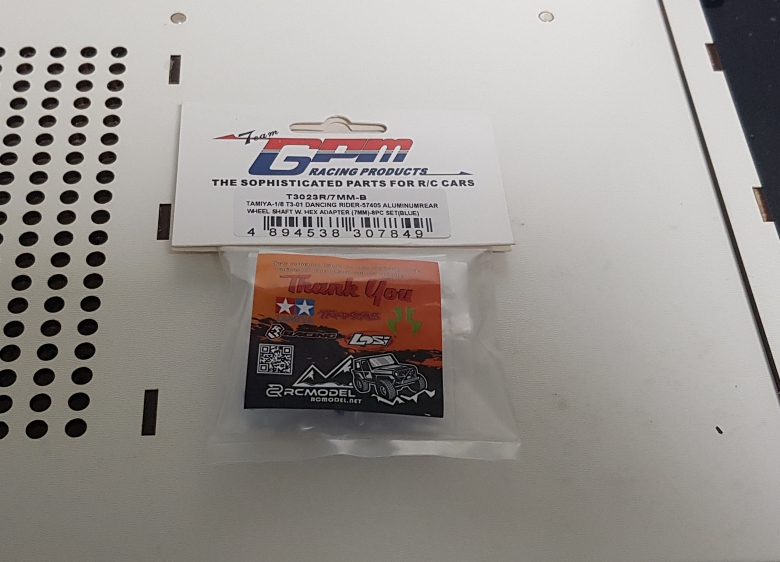 Team
GPM
RACING PRODUCTS
THE SOPHISTICATED PARTS FOR R/C CARS
T3023R/7MM-B
TAMIYA-1/8 T3-01 DANCING RIDER-57405 ALUMINUMREAR
WHEEL SHAFT W. HEX ADAPTER (7MM)-8PC SET(BLUE)
4 894538 307849
Thank You
TRAXXAS
RACING
LOSI
RCMODEL
RCMODEL.NET